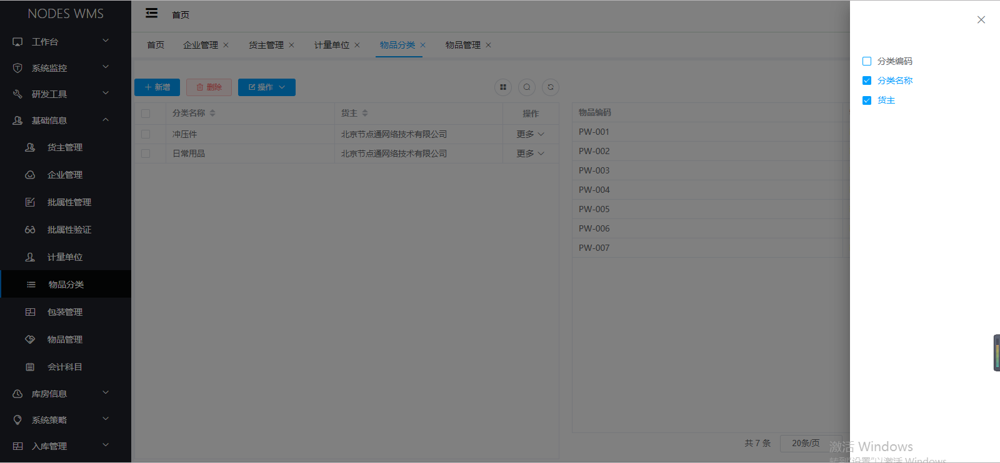 NODES WMS
工作台
系统监控
研发工具
基础信息
货主管理
企业管理
批属性管理
批属性验证
计量单位
物品分类
包装管理
物品管理
会计科目
库房信息
系统策略
入库管理
首页
首页 企业管理 货主管理 计量单位 物品分类 物品管理
新增 删除 操作
分类名称 货主 操作
冲压件 北京节点通网络技术有限公司 更多
日常用品 北京节点通网络技术有限公司 更多
物品编码
PW-001
PW-002
PW-003
PW-004
PW-005
PW-006
PW-007
共 7 条 20条/页
分类编码
分类名称
货主
激活 Windows
转到"设置"以激活 Windows